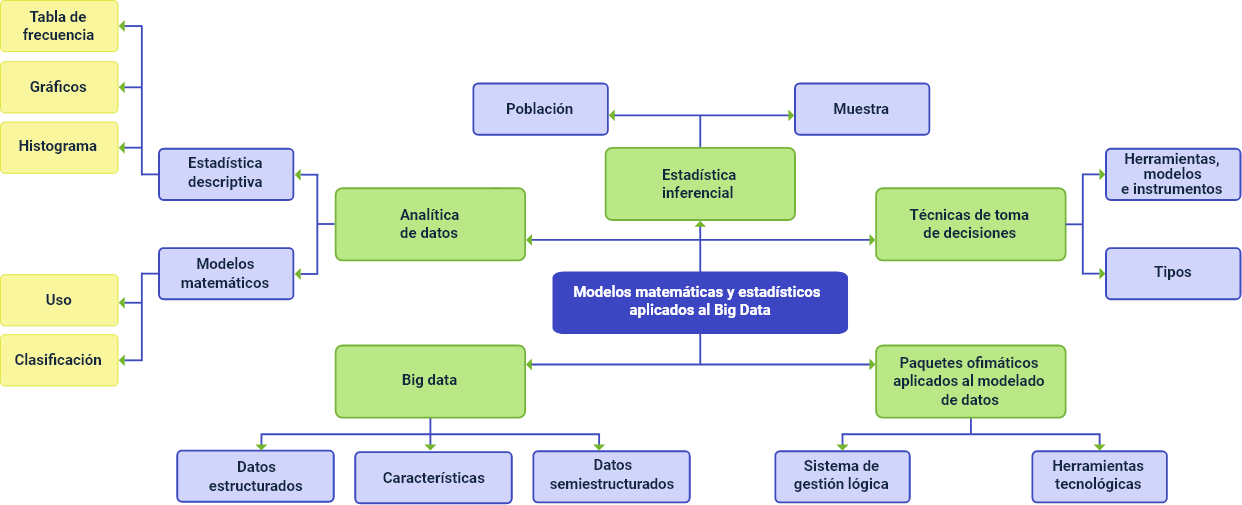 Tabla de
frecuencia
Gráficos
Histograma
Población
Muestra
Estadística
descriptiva
Estadística
inferencial
Herramientas,
modelos
e instrumentos
Analítica
de datos
Técnicas de toma
de decisiones
Modelos
matemáticos
Tipos
Uso
Clasificación
Modelos matemáticas y estadísticos
aplicados al Big Data
Big data
Paquetes ofimáticos
aplicados al modelado
de datos
Datos
estructurados
Características
Datos
semiestructurados
Sistema de
gestión lógica
Herramientas
tecnológicas